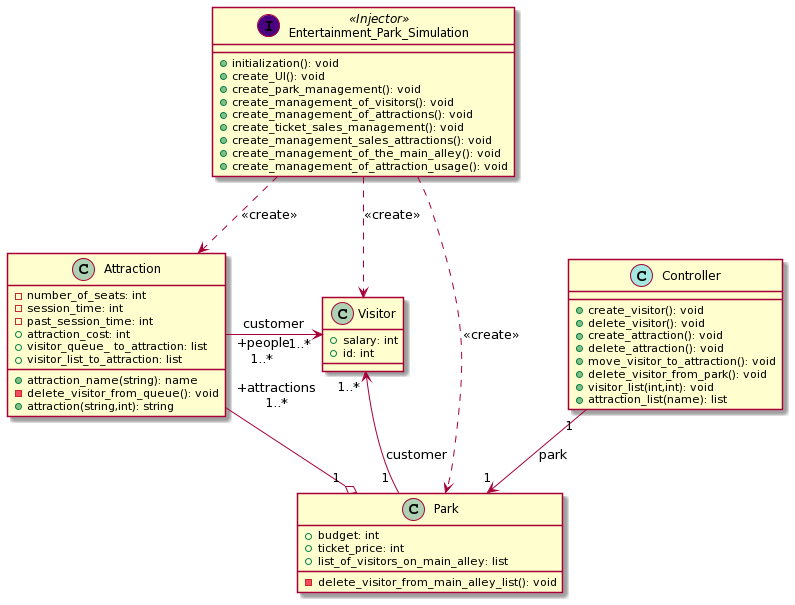 «Injector»
I
Entertainment_Park_Simulation
initialization(): void
create_UI(): void
create_park_management(): void
create_management_of_visitors(): void
create_management_of_attractions(): void
create_ticket_sales_management(): void
create_management_sales_attractions(): void
create_management_of_the_main_alley(): void
create_management_of_attraction_usage(): void
«create»
«create»
«create»
C Attraction
number_of_seats: int
session_time: int
past_session_time: int
attraction_cost: int
visitor_queue_ to_attraction: list
visitor_list_to_attraction: list
attraction_name(string): name
delete_visitor_from_queue(): void
attraction(string,int): string
customer
+people
1..*
1..*
C Visitor
salary: int
id: int
C Controller
create_visitor(): void
delete_visitor(): void
create_attraction(): void
delete_attraction(): void
move_visitor_to_attraction(): void
delete_visitor_from_park(): void
visitor_list(int,int): void
attraction_list(name): list
+attractions
1..*
1..*
customer
1
park
1
1
1
C Park
budget: int
ticket_price: int
list_of_visitors_on_main_alley: list
delete_visitor_from_main_alley_list(): void